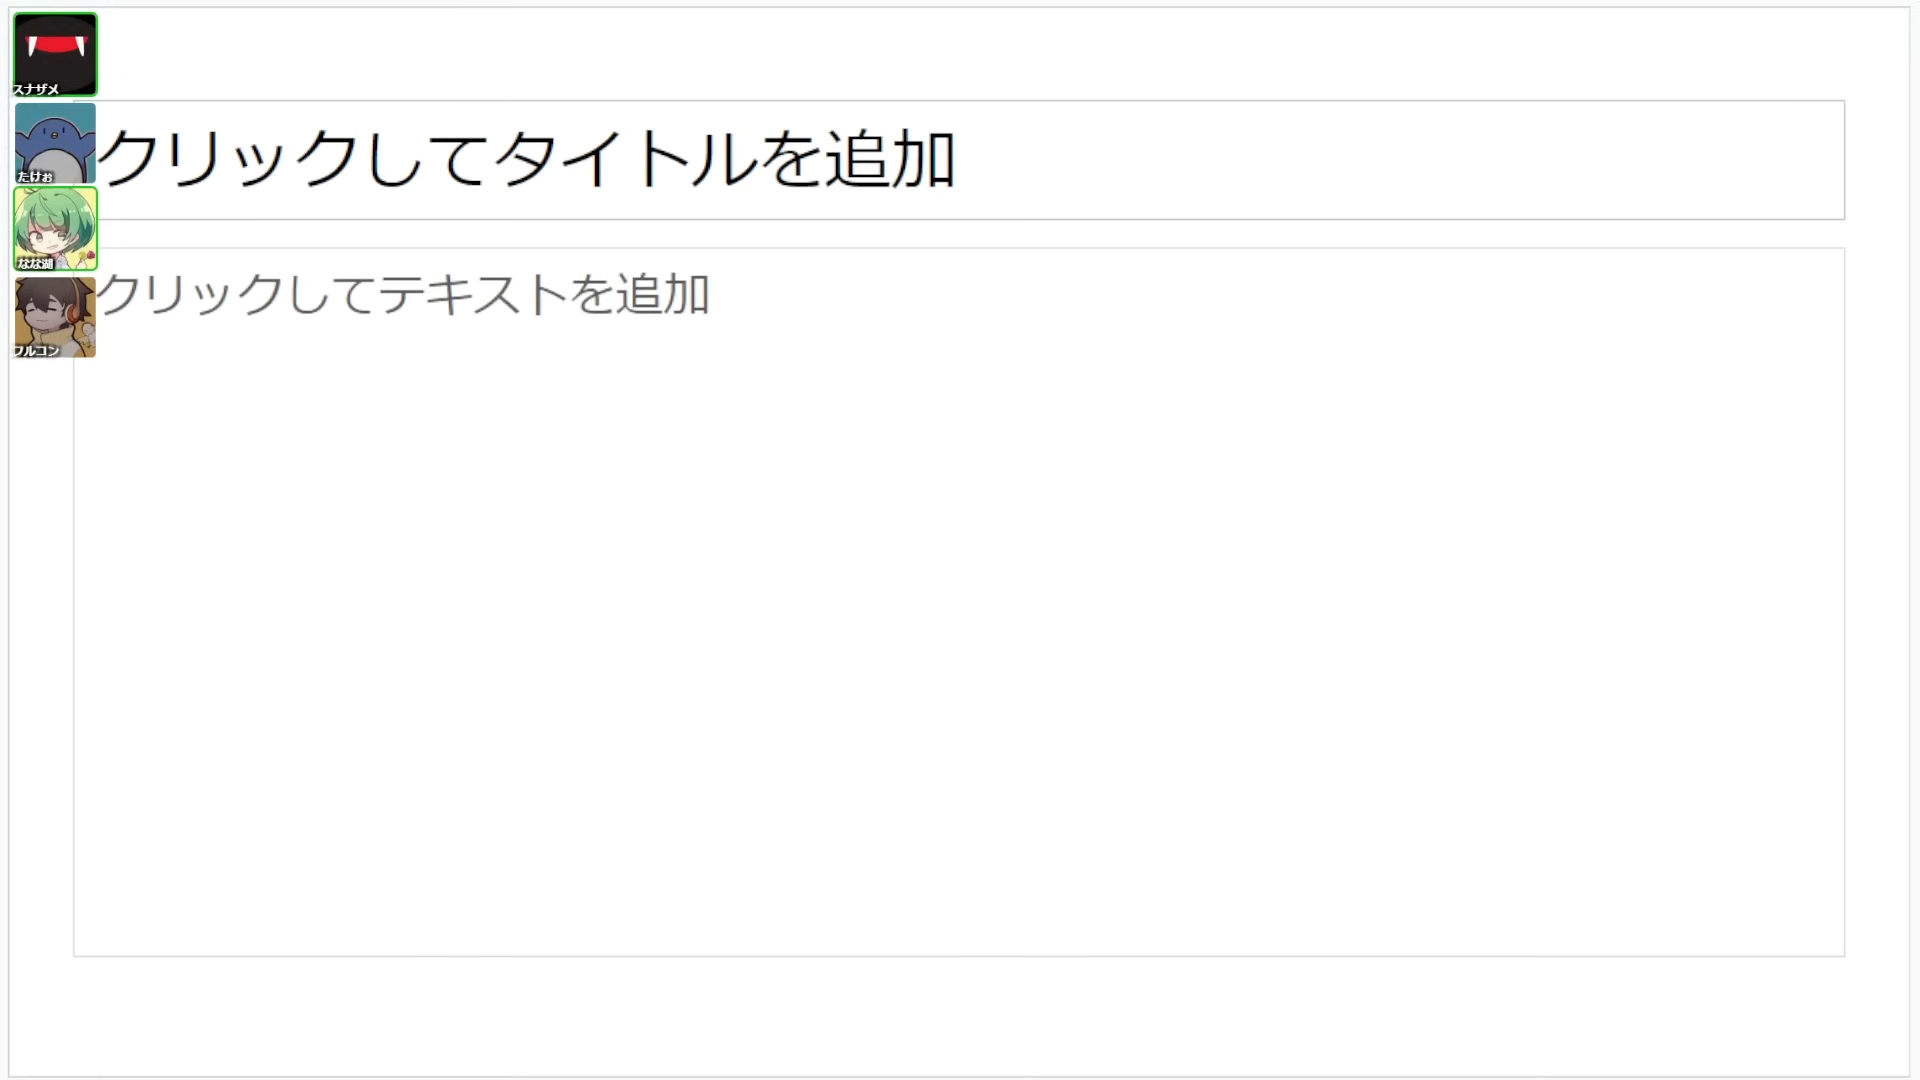 スナザメ
たけぉ
クリックしてタイトルを追加
なな湖
クリックしてテキストを追加
フルコン